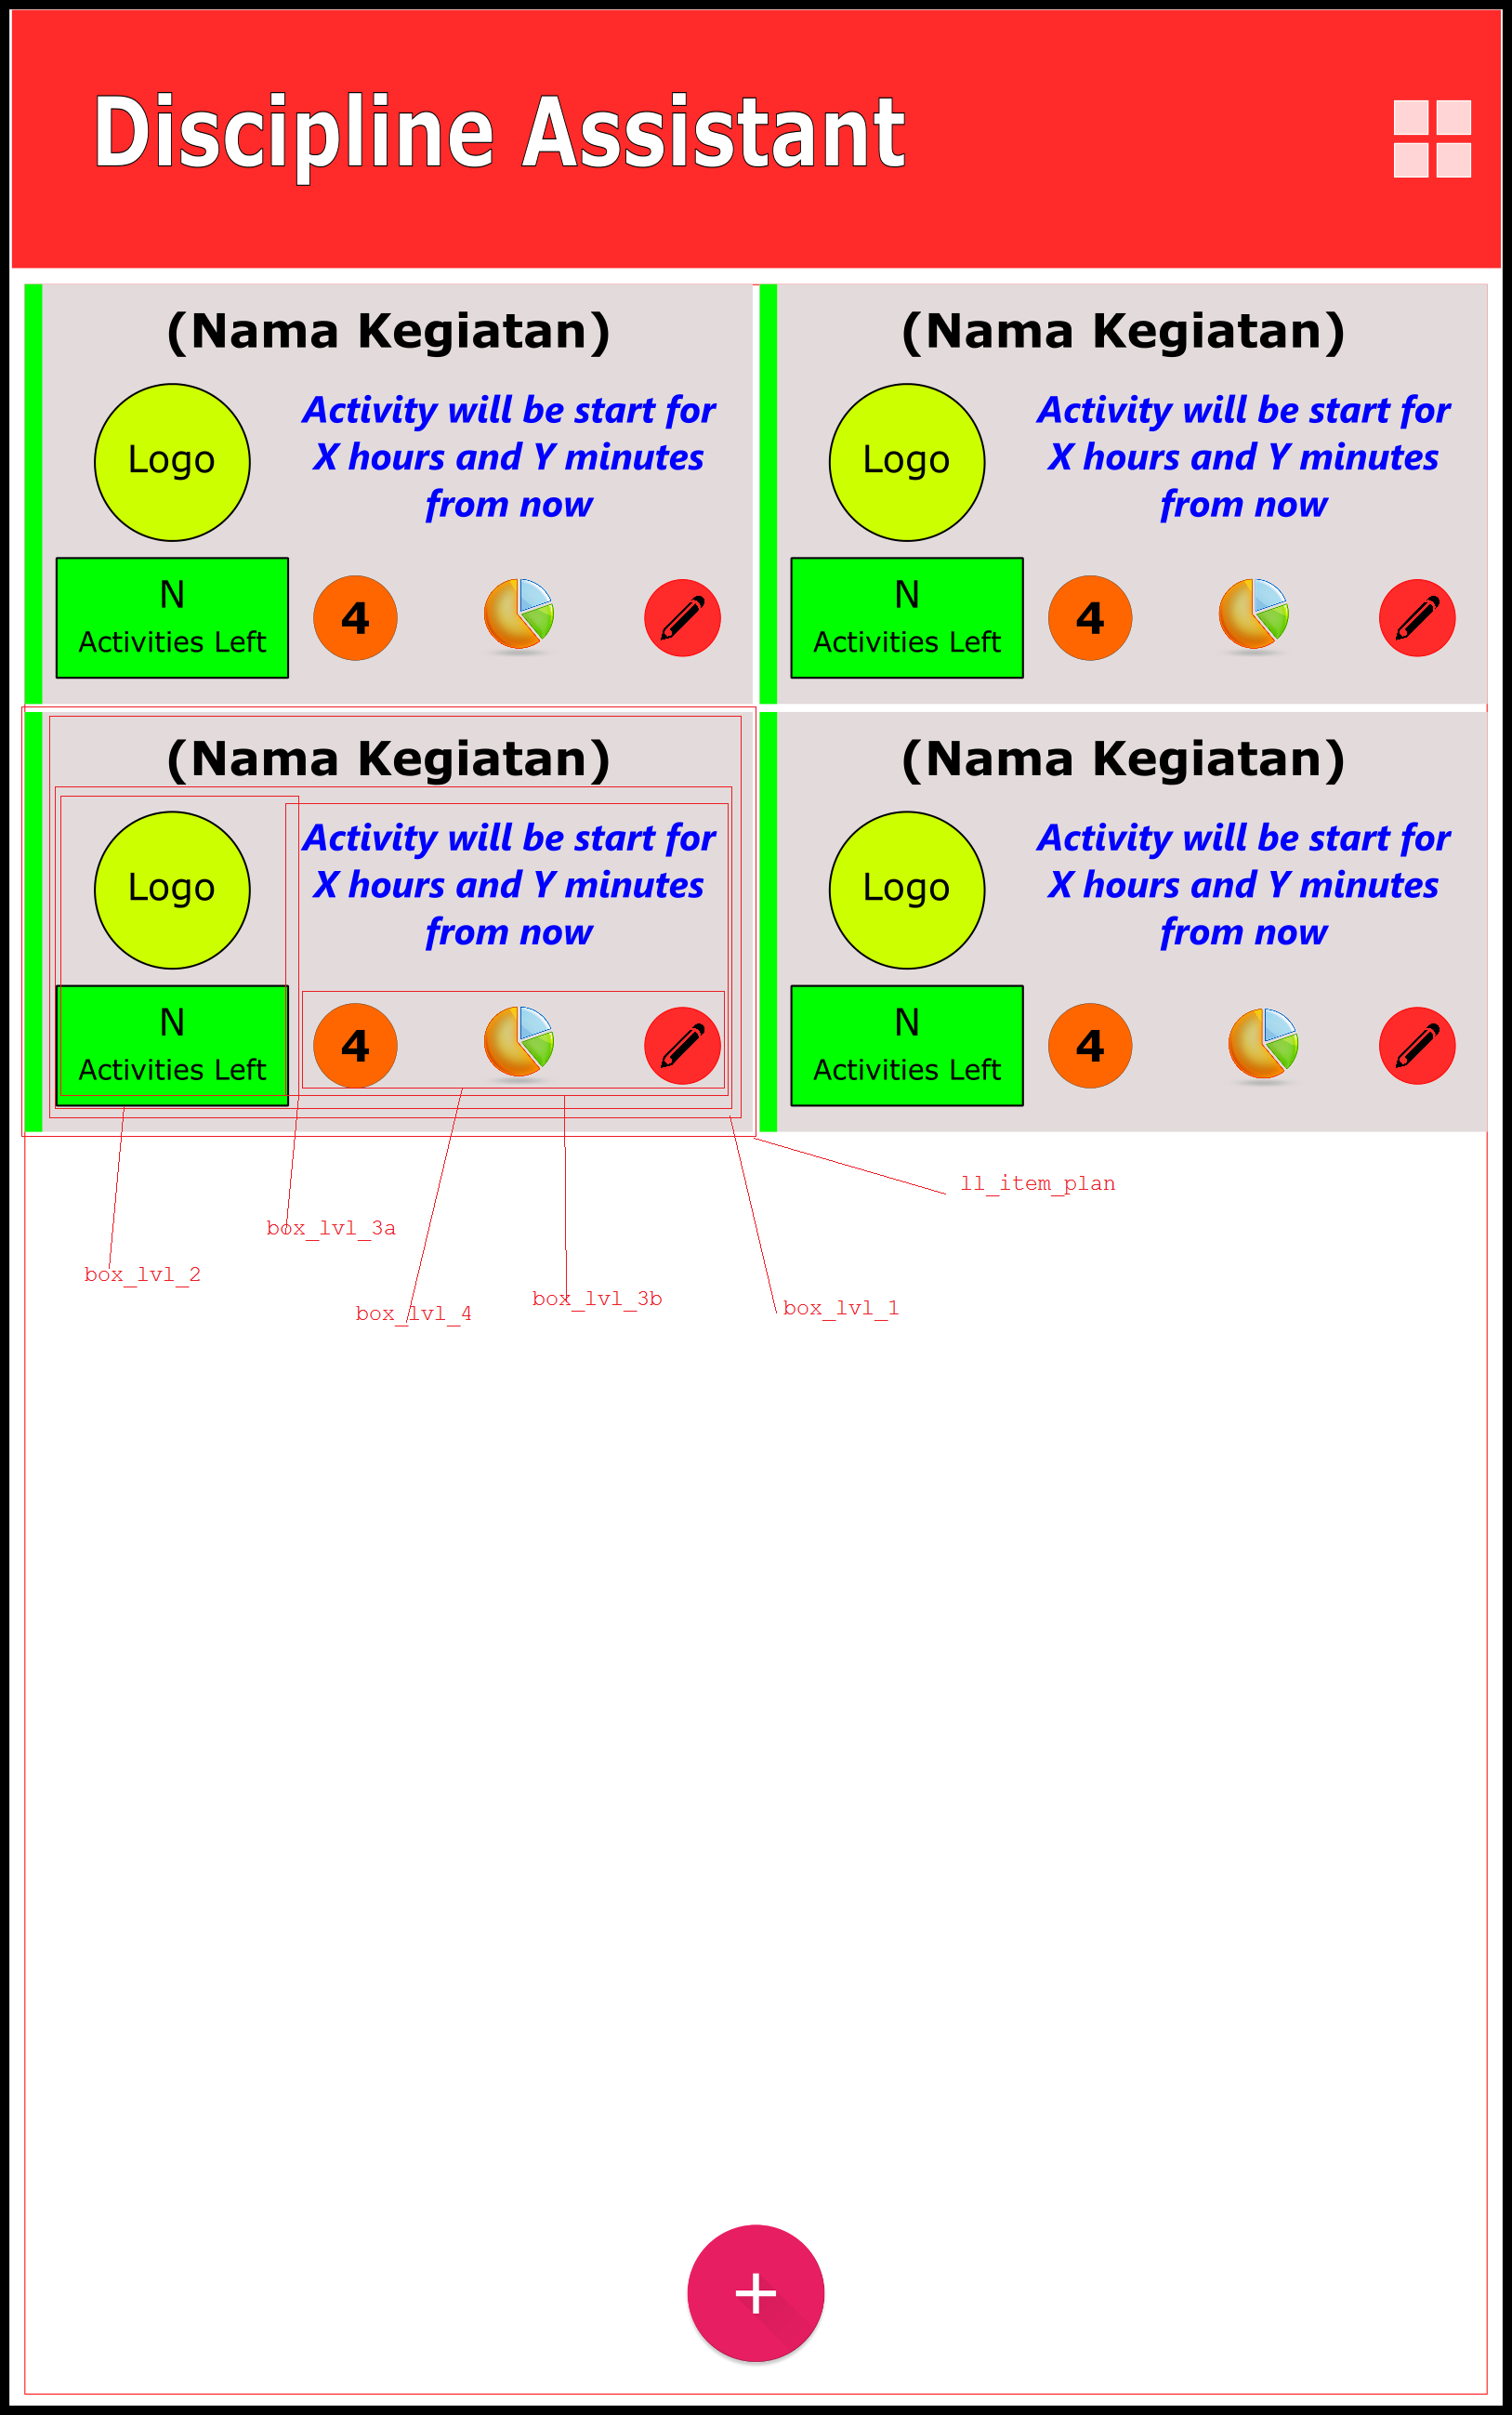 Discipline Assistant
(Nama Kegiatan)
Logo
Activity will be start for
X hours and Y minutes
from now
N
Activities Left
4
(Nama Kegiatan)
Logo
Activity will be start for
X hours and Y minutes
from now
N
Activities Left
4
(Nama Kegiatan)
Logo
Activity will be start for
X hours and Y minutes
from now
N
Activities Left
4
(Nama Kegiatan)
Logo
Activity will be start for
X hours and Y minutes
from now
N
Activities Left
4
ll_item_plan
box_lvl_3a
box_lvl_2
box_lvl_3b
box_lvl_4
box_lvl_1
+